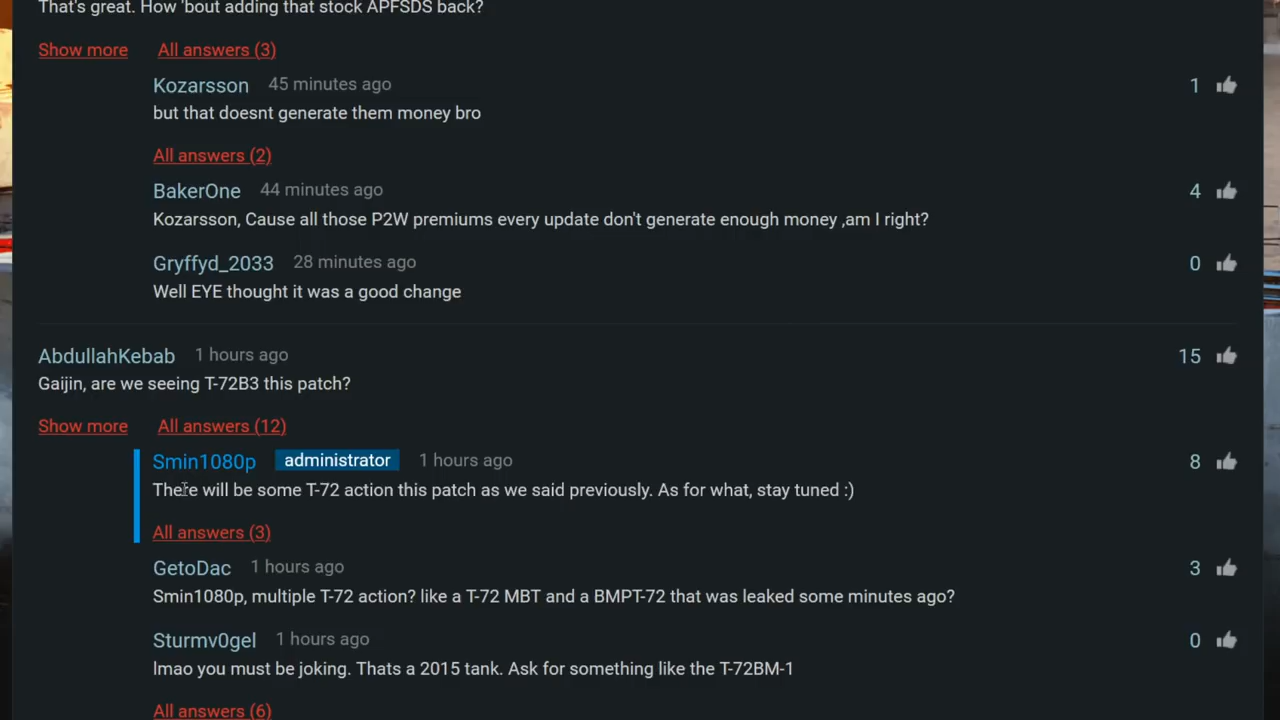 That's great. How 'bout adding that stock APFSDS back?
Show more All answers (3)
Kozarsson 45 minutes ago 1
but that doesnt generate them money bro
All answers (2)
BakerOne 44 minutes ago 4
Kozarsson, Cause all those P2W premiums every update don't generate enough money ,am I right?
Gryffyd_2033 28 minutes ago 0
Well EYE thought it was a good change
AbdullahKebab 1 hours ago 15
Gaijin, are we seeing T-72B3 this patch?
Show more All answers (12)
Smin1080p administrator 1 hours ago 8
There will be some T-72 action this patch as we said previously. As for what, stay tuned :)
All answers (3)
GetoDac 1 hours ago 3
Smin1080p, multiple T-72 action? like a T-72 MBT and a BMPT-72 that was leaked some minutes ago?
Sturmv0gel 1 hours ago 0
lmao you must be joking. Thats a 2015 tank. Ask for something like the T-72BM-1
All answers (6)